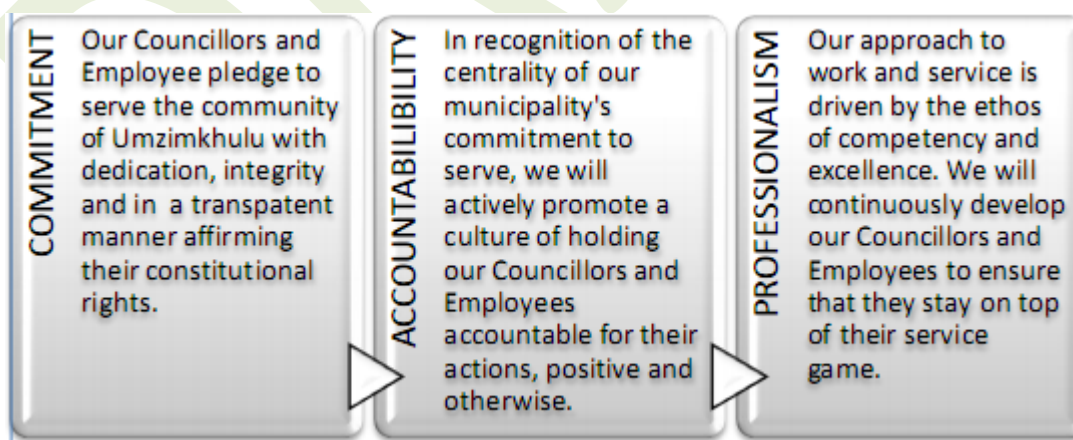 COMMITMENT
Our Councillors and
Employee pledge to
serve the community
of Umzimkhulu with
dedication, integrity
and in a transpatent
manner affirming
their constitutional
rights.
ACCOUNTABILIBILITY
In recognition of the
centrality of our
municipality's
commitment to
serve, we will
actively promote a
culture of holding
our Councillors and
Employees
accountable for their
actions, positive and
otherwise.
PROFESSIONALISM
Our approach to
work and service is
driven by the ethos
of competency and
excellence. We will
continuously develop
our Councillors and
Employees to ensure
that they stay on top
of their service
game.